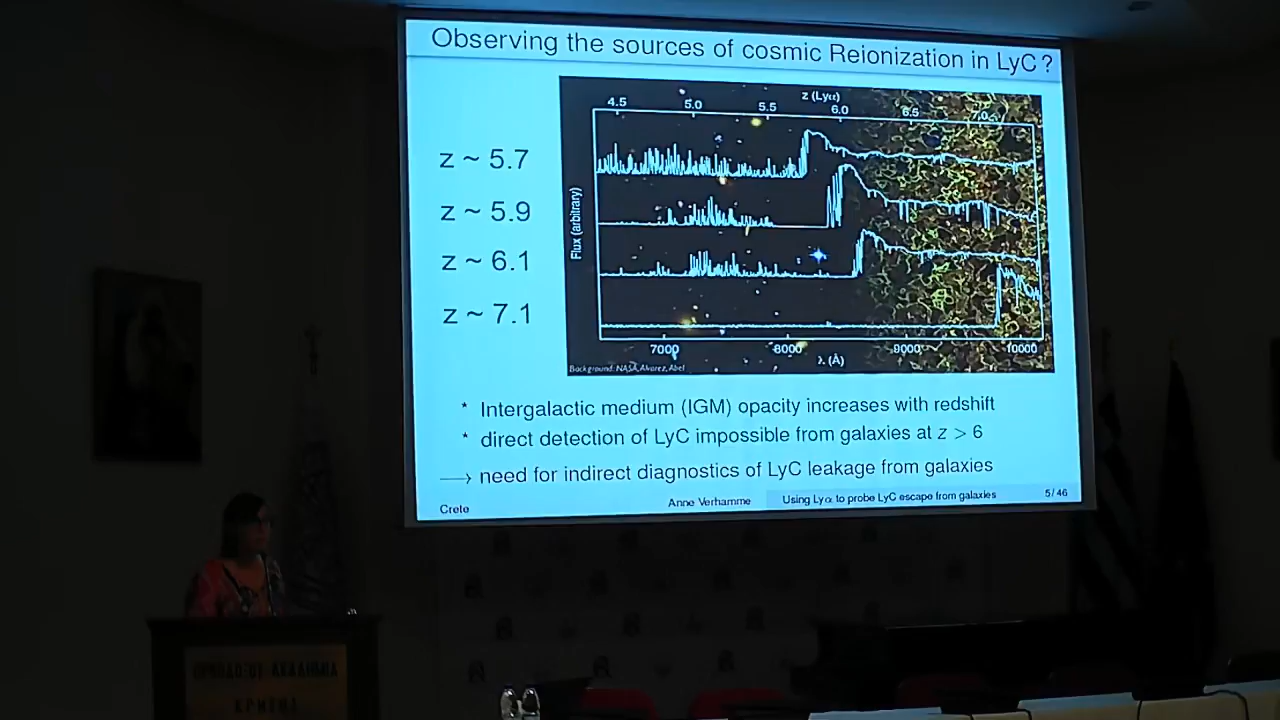 Observing the sources of cosmic Reionization in LyC ?
z (Lyα)
4.5 5.0 5.5 6.0 6.5 7.0
z ~ 5.7
z ~ 5.9
z ~ 6.1
z ~ 7.1
Flux (arbitrary)
7000 8000 9000 10000
λ (Å)
Background: NASA, Alvarez, Abel
* Intergalactic medium (IGM) opacity increases with redshift
* direct detection of LyC impossible from galaxies at z > 6
→ need for indirect diagnostics of LyC leakage from galaxies
Crete Anne Verhamme Using Lyα to probe LyC escape from galaxies 5/46
ΚΡΗΤΗΣ